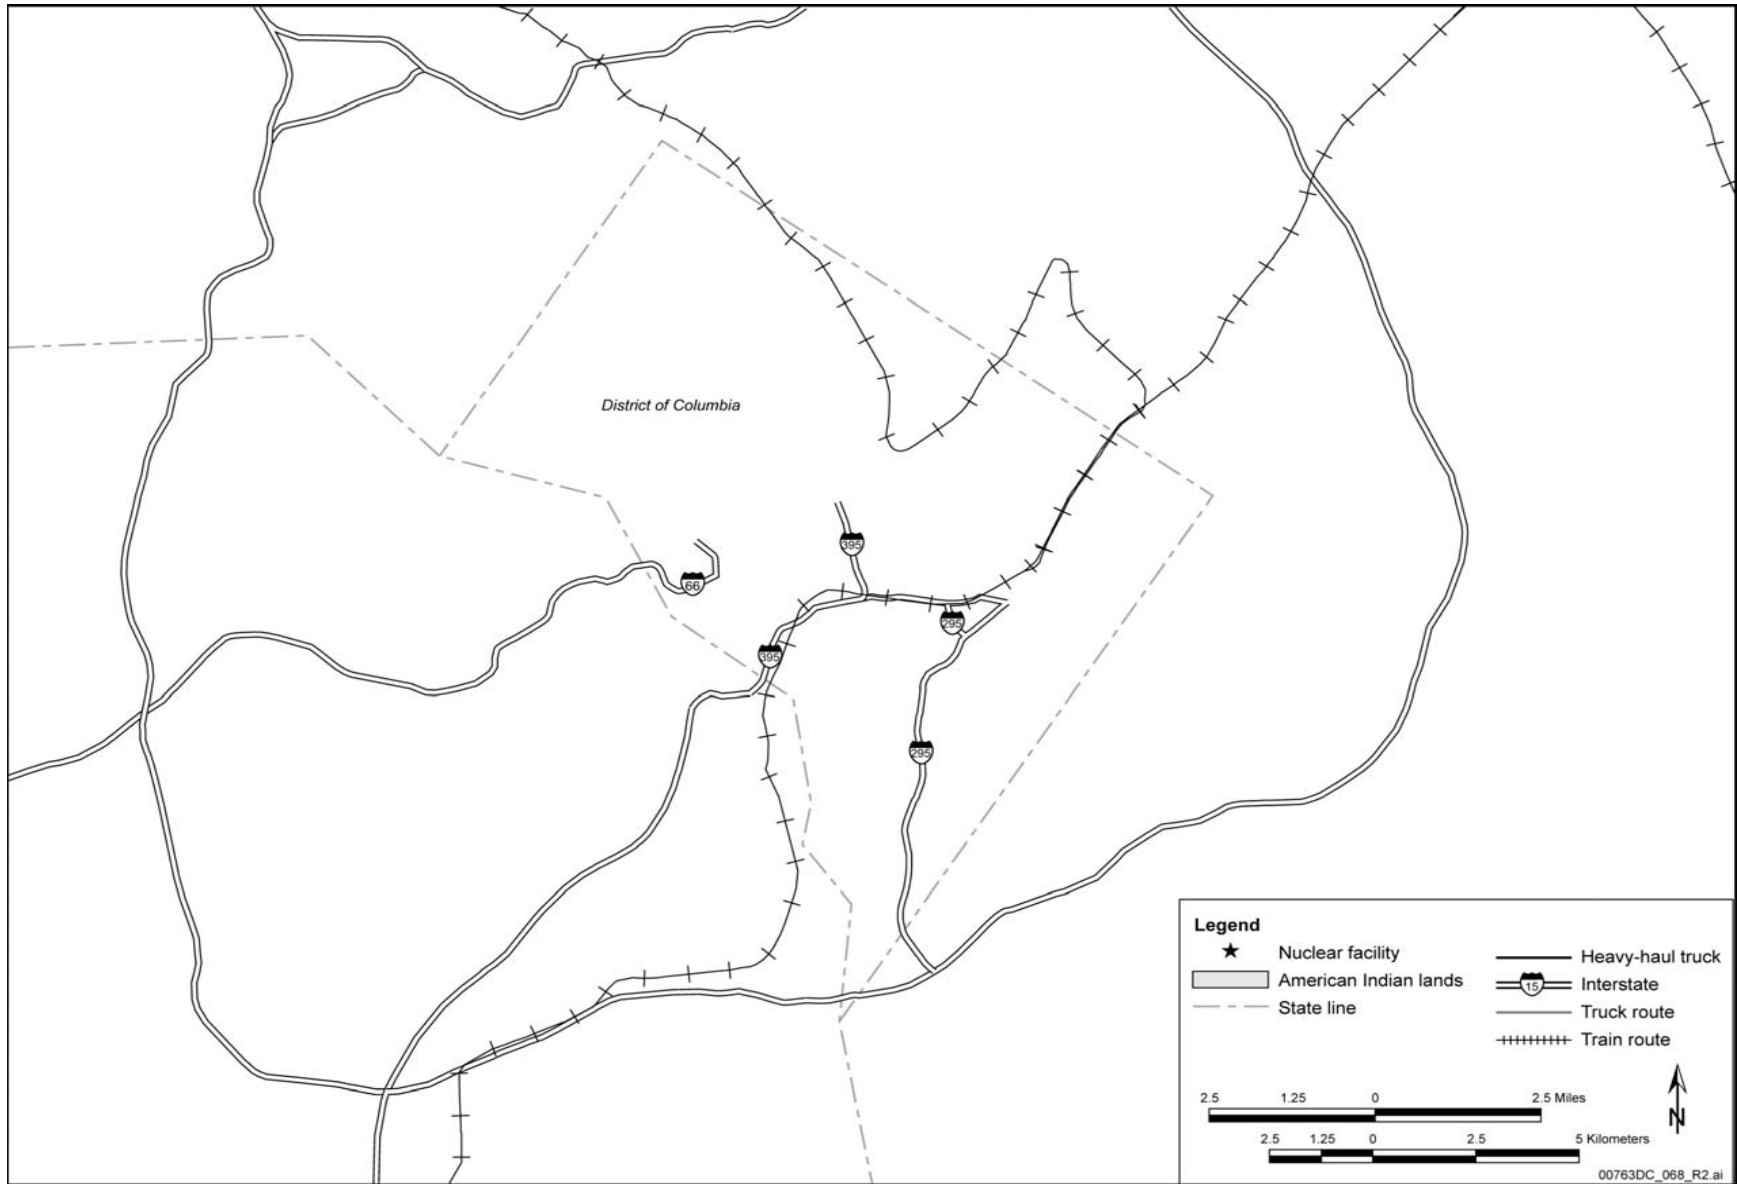 District of Columbia
395
66
295
395
295
Legend
Nuclear facility
American Indian lands
State line
Heavy-haul truck
15 Interstate
Truck route
Train route
2.5 1.25 0 2.5 Miles
2.5 1.25 0 2.5 5 Kilometers
N
00763DC_068_R2.ai